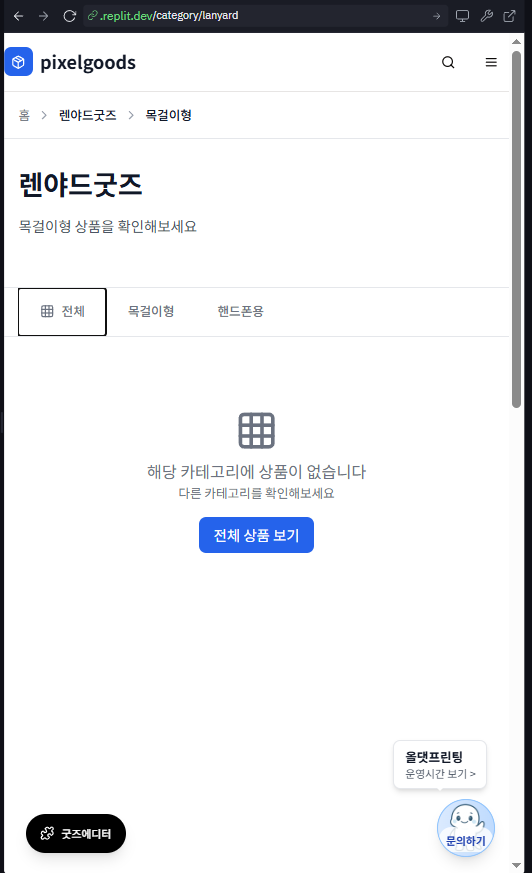 .replit.dev/category/lanyard
pixelgoods
홈 > 렌야드굿즈 > 목걸이형
렌야드굿즈
목걸이형 상품을 확인해보세요
전체 목걸이형 핸드폰용
해당 카테고리에 상품이 없습니다
다른 카테고리를 확인해보세요
전체 상품 보기
올댓프린팅
운영시간 보기 >
굿즈에디터
문의하기